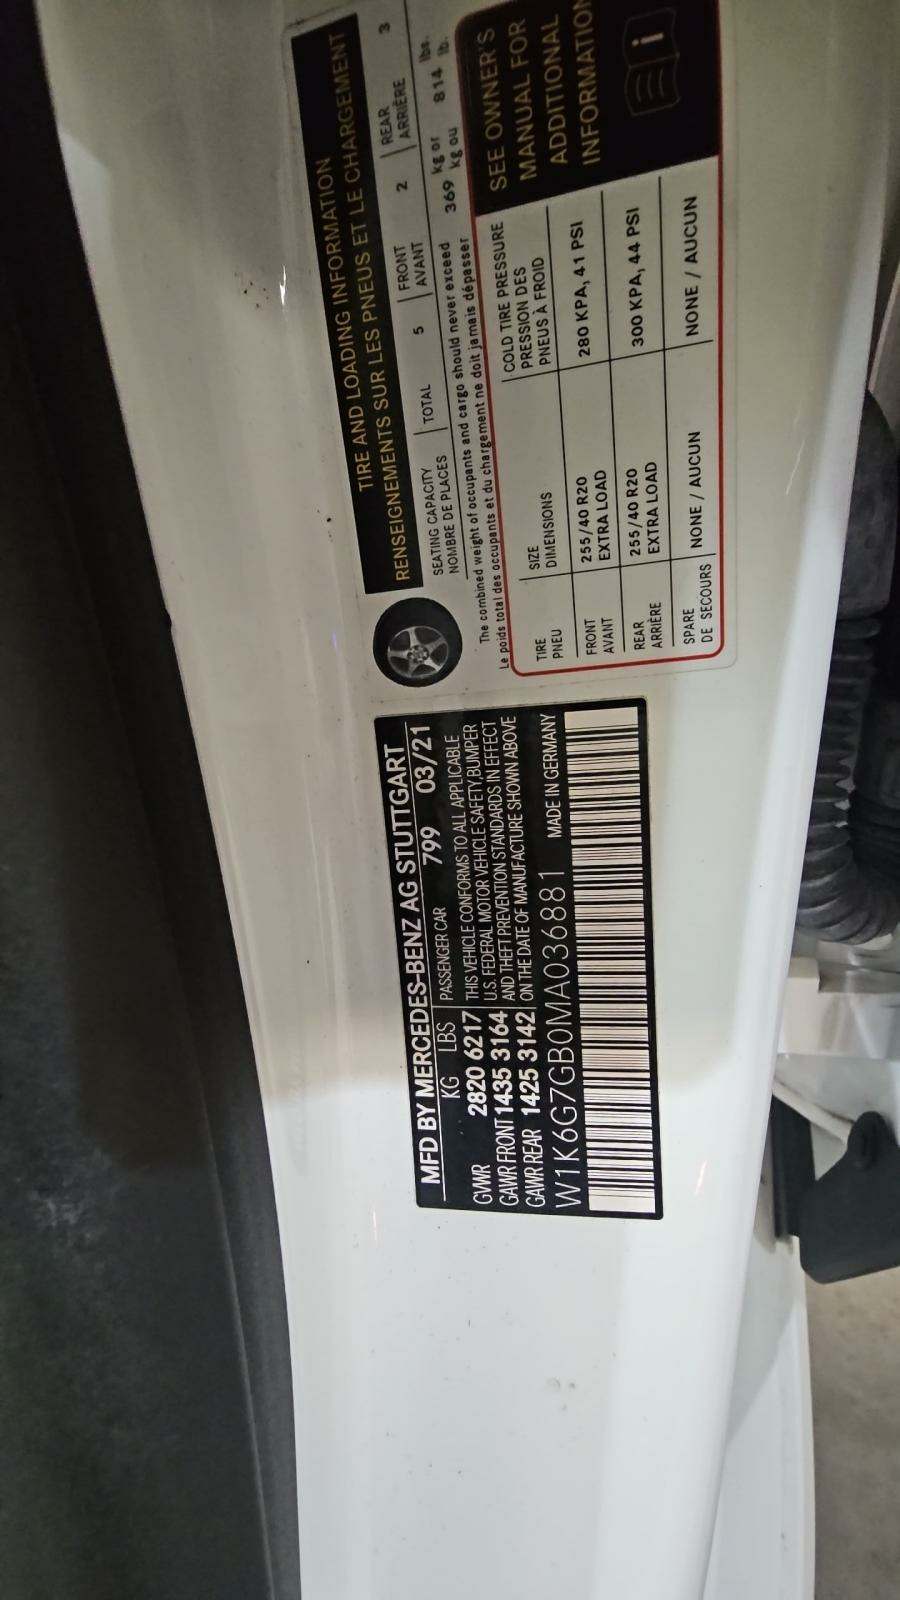 TIRE AND LOADING INFORMATION
RENSEIGNEMENTS SUR LES PNEUS ET LE CHARGEMENT
SEATING CAPACITY
NOMBRE DE PLACES
TOTAL 5
FRONT
AVANT
2
REAR
ARRIÈRE
3
The combined weight of occupants and cargo should never exceed
Le poids total des occupants et du chargement ne doit jamais dépasser
369 kg or 814 lbs.
kg ou lb.
TIRE
PNEU
SIZE
DIMENSIONS
COLD TIRE PRESSURE
PRESSION DES
PNEUS À FROID
FRONT
AVANT
255/40 R20
EXTRA LOAD
280 KPA, 41 PSI
REAR
ARRIÈRE
255/40 R20
EXTRA LOAD
300 KPA, 44 PSI
SPARE
DE SECOURS
NONE / AUCUN
NONE / AUCUN
SEE OWNER'S
MANUAL FOR
ADDITIONAL
INFORMATION
i
MFD BY MERCEDES-BENZ AG STUTTGART
KG LBS PASSENGER CAR 799 03/21
GVWR 2820 6217
GAWR FRONT 1435 3164
GAWR REAR 1425 3142
THIS VEHICLE CONFORMS TO ALL APPLICABLE
U.S. FEDERAL MOTOR VEHICLE SAFETY,BUMPER
AND THEFT PREVENTION STANDARDS IN EFFECT
ON THE DATE OF MANUFACTURE SHOWN ABOVE
W1K6G7GB0MA036881 MADE IN GERMANY